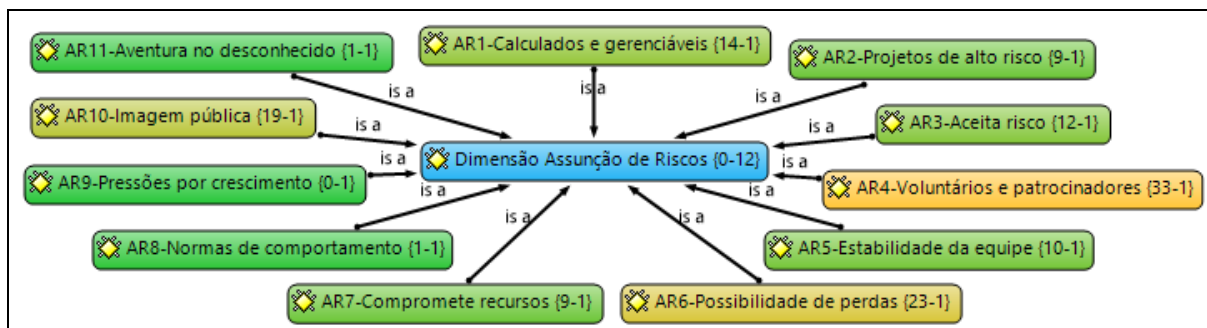 AR11-Aventura no desconhecido {1-1}
AR1-Calculados e gerenciáveis {14-1}
AR2-Projetos de alto risco {9-1}
is a
is a
is a
AR10-Imagem pública {19-1}
is a
AR3-Aceita risco {12-1}
is a
Dimensão Assunção de Riscos {0-12}
AR9-Pressões por crescimento {0-1}
is a
is a
AR4-Voluntários e patrocinadores {33-1}
is a
is a
is a
is a
AR8-Normas de comportamento {1-1}
AR5-Estabilidade da equipe {10-1}
AR7-Compromete recursos {9-1}
AR6-Possibilidade de perdas {23-1}